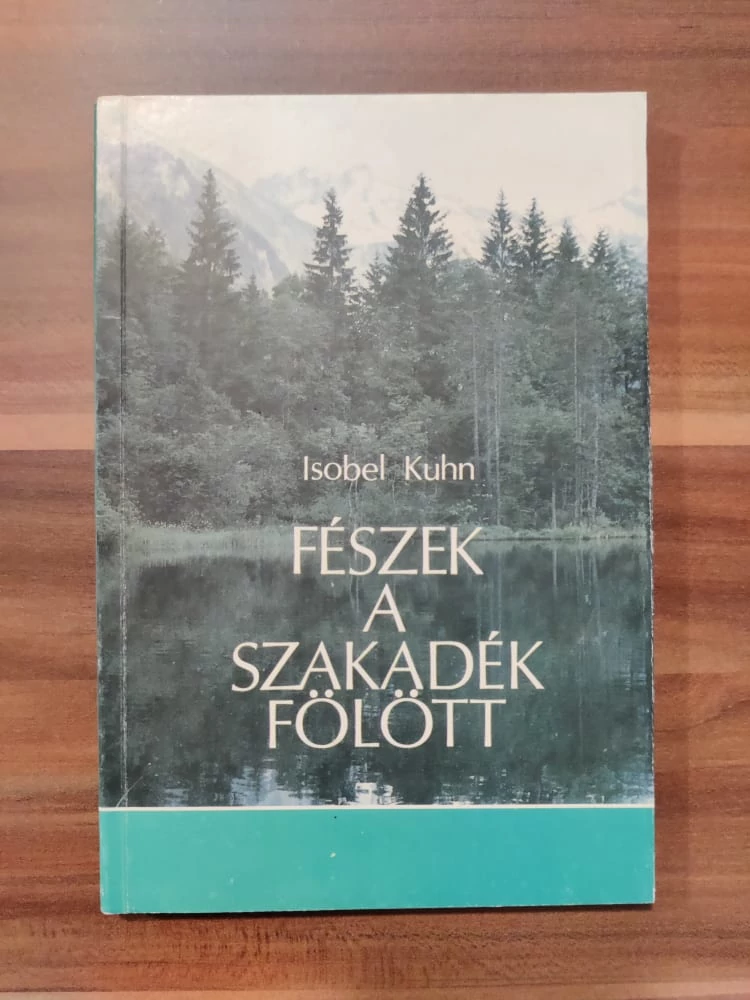 Isobel Kuhn
FÉSZEK
A
SZAKADÉK
FÖLÖTT